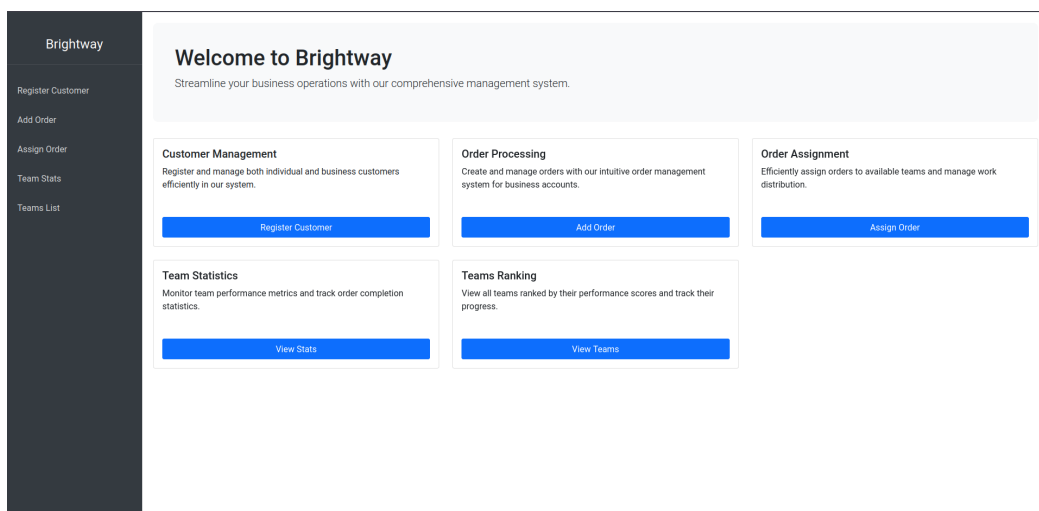 Brightway
Register Customer
Add Order
Assign Order
Team Stats
Teams List
Welcome to Brightway
Streamline your business operations with our comprehensive management system.
Customer Management
Register and manage both individual and business customers
efficiently in our system.
Register Customer
Order Processing
Create and manage orders with our intuitive order management
system for business accounts.
Add Order
Order Assignment
Efficiently assign orders to available teams and manage work
distribution.
Assign Order
Team Statistics
Monitor team performance metrics and track order completion
statistics.
View Stats
Teams Ranking
View all teams ranked by their performance scores and track their
progress.
View Teams